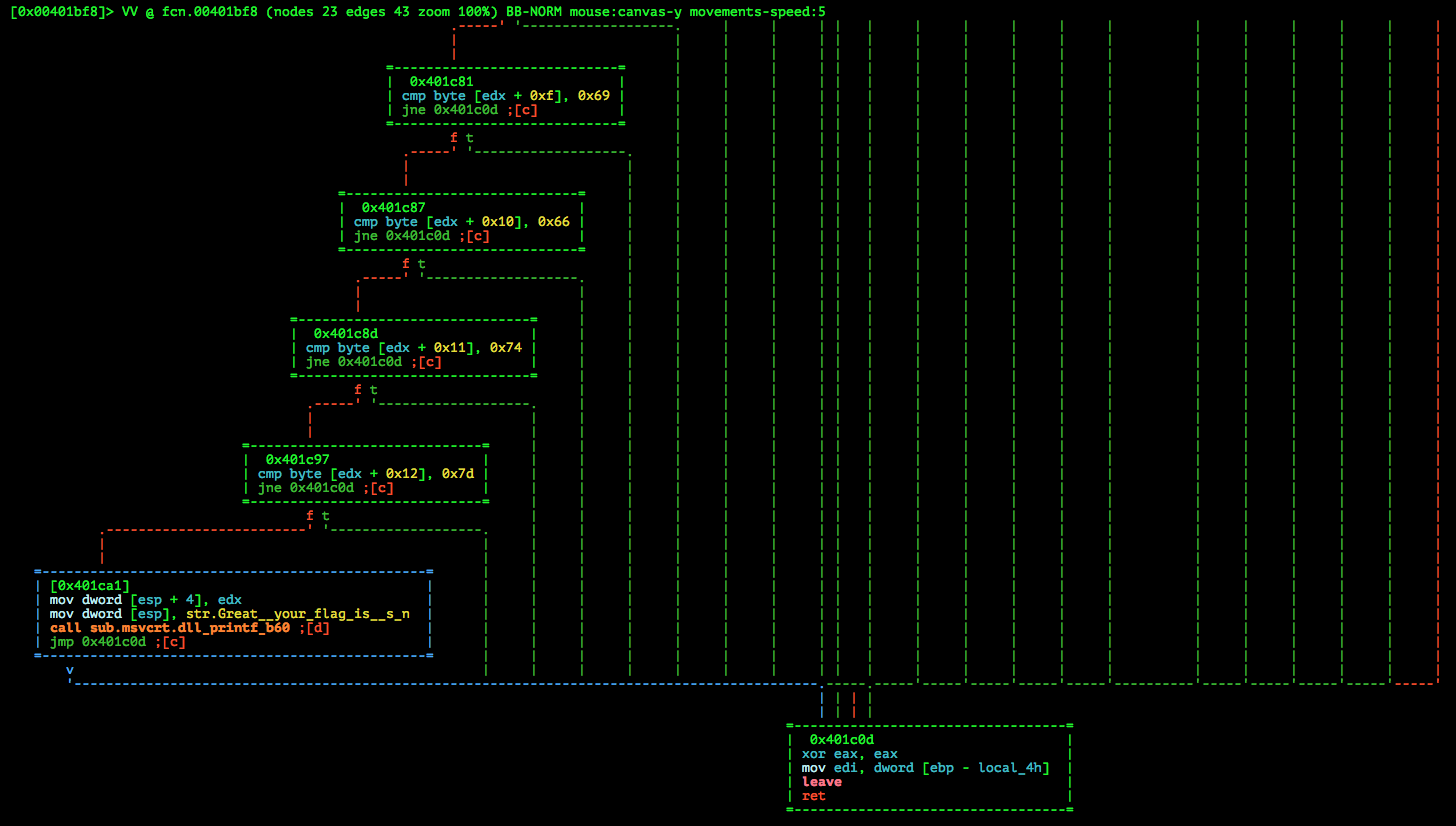 [0x00401bf8]> VV @ fcn.00401bf8 (nodes 23 edges 43 zoom 100%) BB-NORM mouse:canvas-y movements-speed:5
0x401c81
cmp byte [edx + 0xf], 0x69
jne 0x401c0d ;[c]
f t
0x401c87
cmp byte [edx + 0x10], 0x66
jne 0x401c0d ;[c]
f t
0x401c8d
cmp byte [edx + 0x11], 0x74
jne 0x401c0d ;[c]
f t
0x401c97
cmp byte [edx + 0x12], 0x7d
jne 0x401c0d ;[c]
f t
[0x401ca1]
mov dword [esp + 4], edx
mov dword [esp], str.Great__your_flag_is__s_n
call sub.msvcrt.dll_printf_b60 ;[d]
jmp 0x401c0d ;[c]
v
0x401c0d
xor eax, eax
mov edi, dword [ebp - local_4h]
leave
ret